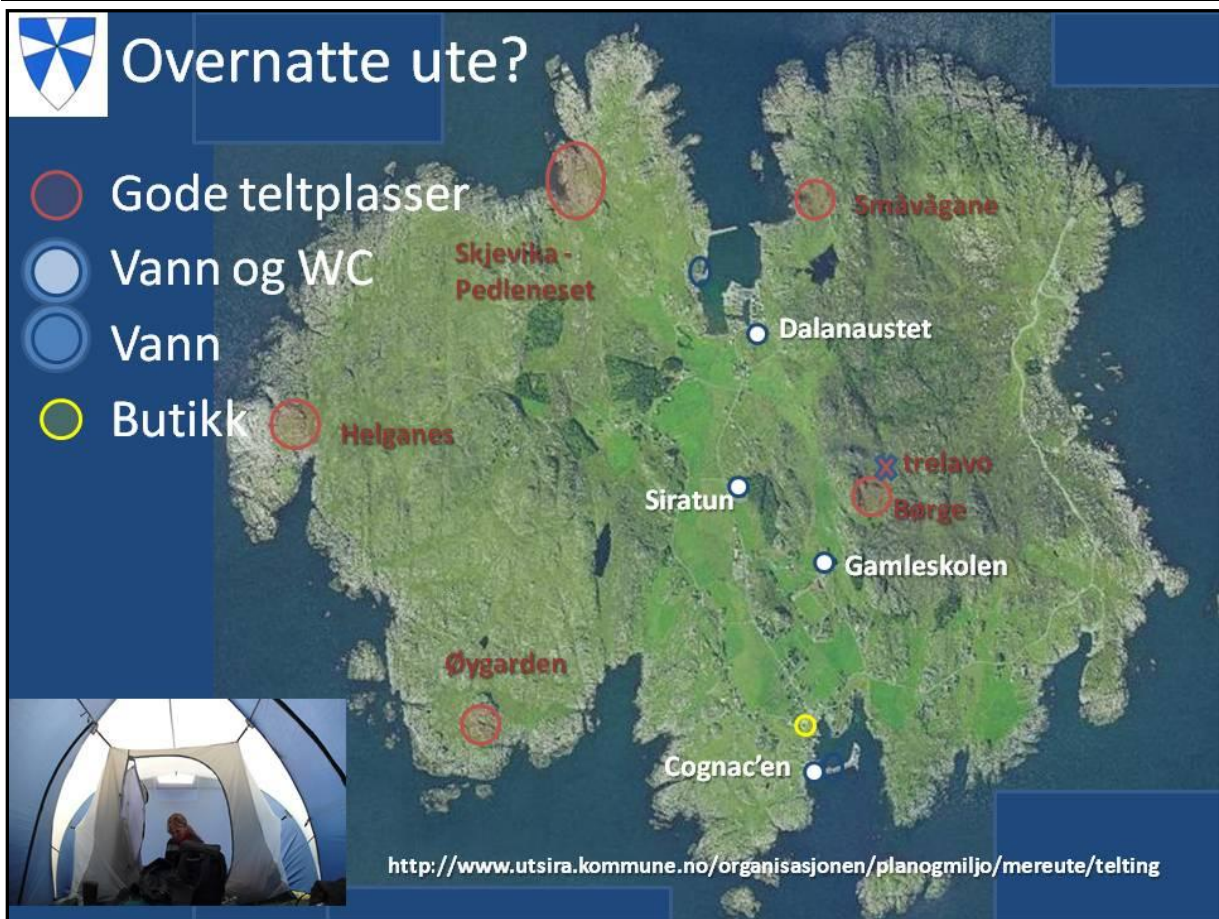 Overnatte ute?
Gode teltplasser
Vann og WC
Vann
Butikk
Skjevika -
Pedleneset
Småvågane
Dalanaustet
Helganes
trelavo
Børge
Siratun
Gamleskolen
Øygarden
Cognac'en
http://www.utsira.kommune.no/organisasjonen/planogmiljo/mereute/telting